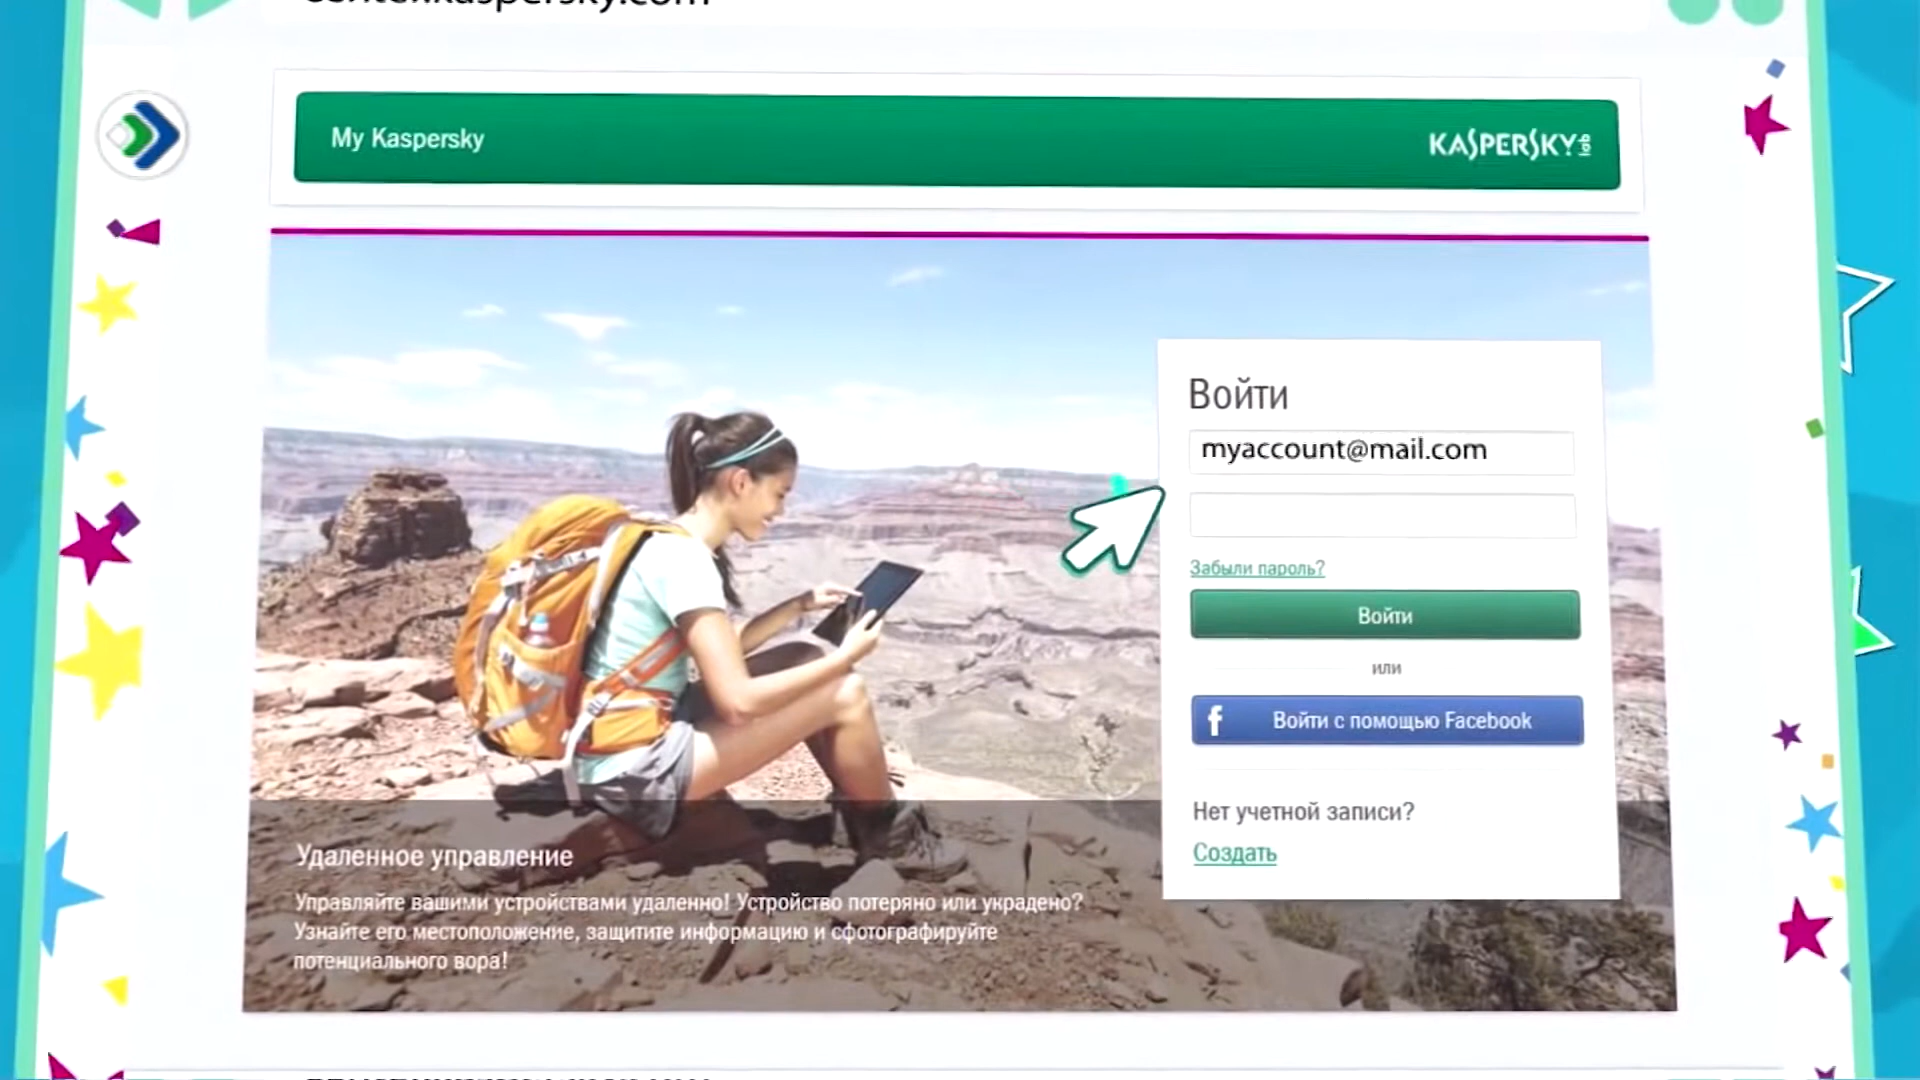 My Kaspersky
KASPERSKY lab
Войти
myaccount@mail.com
Забыли пароль?
Войти
или
f Войти с помощью Facebook
Нет учетной записи?
Создать
Удаленное управление
Управляйте вашими устройствами удаленно! Устройство потеряно или украдено?
Узнайте его местоположение, защитите информацию и сфотографируйте
потенциального вора!